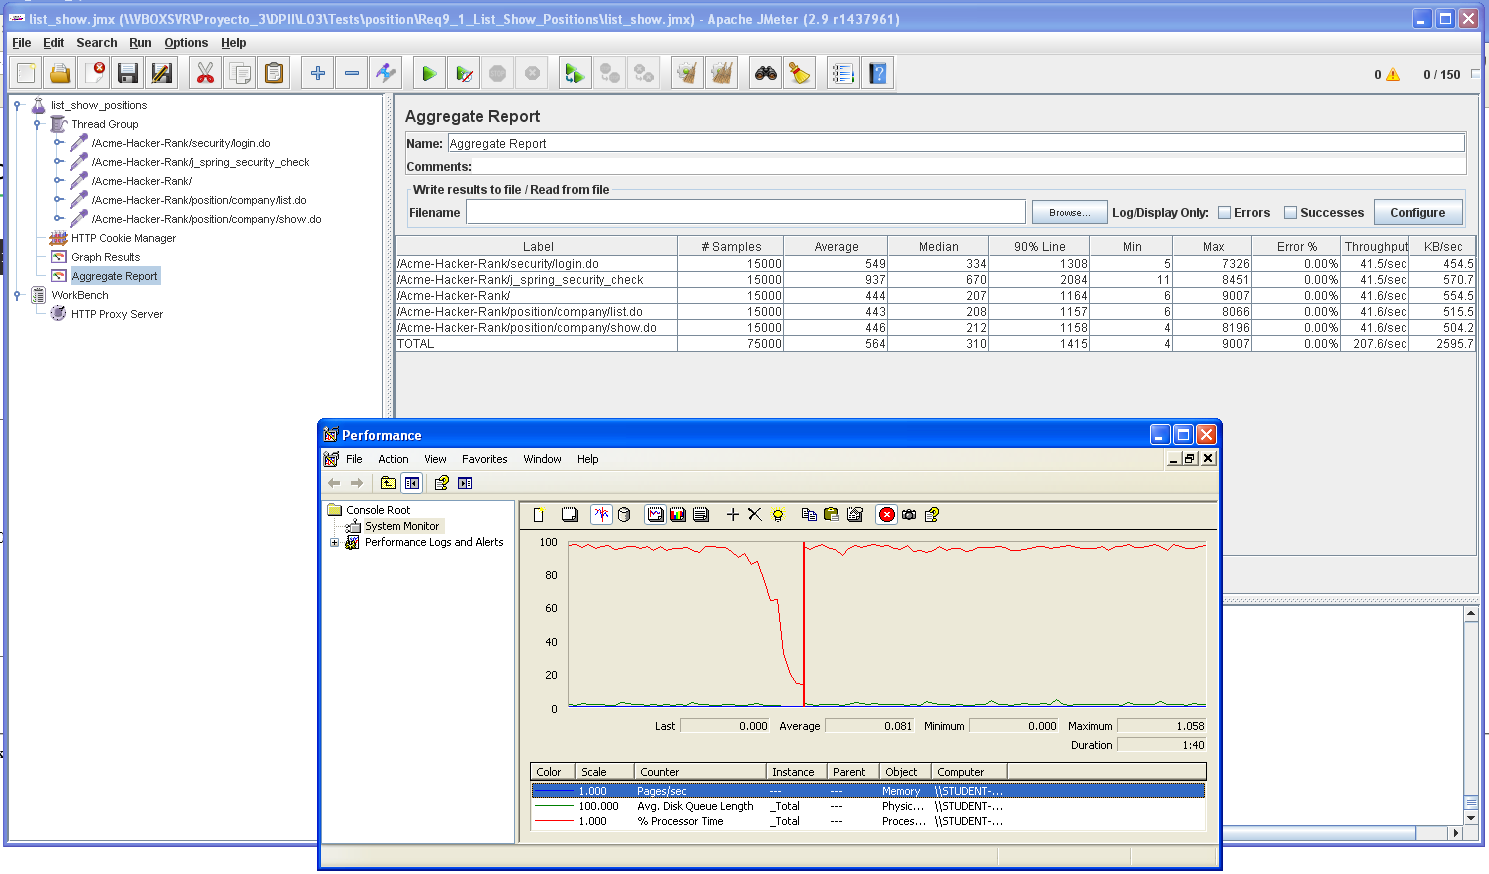 list_show.jmx (\\VBOXSVR\Proyecto_3\DPII\L03\Tests\position\Req9_1_List_Show_Positions\list_show.jmx) - Apache JMeter (2.9 r1437961)
File Edit Search Run Options Help
0 0 / 150
list_show_positions
Thread Group
/Acme-Hacker-Rank/security/login.do
/Acme-Hacker-Rank/j_spring_security_check
/Acme-Hacker-Rank/
/Acme-Hacker-Rank/position/company/list.do
/Acme-Hacker-Rank/position/company/show.do
HTTP Cookie Manager
Graph Results
Aggregate Report
WorkBench
HTTP Proxy Server
Aggregate Report
Name: Aggregate Report
Comments:
Write results to file / Read from file
Filename Browse... Log/Display Only: Errors Successes Configure
Label # Samples Average Median 90% Line Min Max Error % Throughput KB/sec
/Acme-Hacker-Rank/security/login.do 15000 549 334 1308 5 7326 0.00% 41.5/sec 454.5
/Acme-Hacker-Rank/j_spring_security_check 15000 937 670 2084 11 8451 0.00% 41.5/sec 570.7
/Acme-Hacker-Rank/ 15000 444 207 1164 6 9007 0.00% 41.6/sec 554.5
/Acme-Hacker-Rank/position/company/list.do 15000 443 208 1157 6 8066 0.00% 41.6/sec 515.5
/Acme-Hacker-Rank/position/company/show.do 15000 446 212 1158 4 8196 0.00% 41.6/sec 504.2
TOTAL 75000 564 310 1415 4 9007 0.00% 207.6/sec 2595.7
Performance
File Action View Favorites Window Help
Console Root
System Monitor
Performance Logs and Alerts
100
80
60
40
20
0
Last 0.000 Average 0.081 Minimum 0.000 Maximum 1.058
Duration 1:40
Color Scale Counter Instance Parent Object Computer
1.000 Pages/sec --- --- Memory \\STUDENT-...
100.000 Avg. Disk Queue Length _Total --- Physic... \\STUDENT-...
1.000 % Processor Time _Total --- Proces... \\STUDENT-...